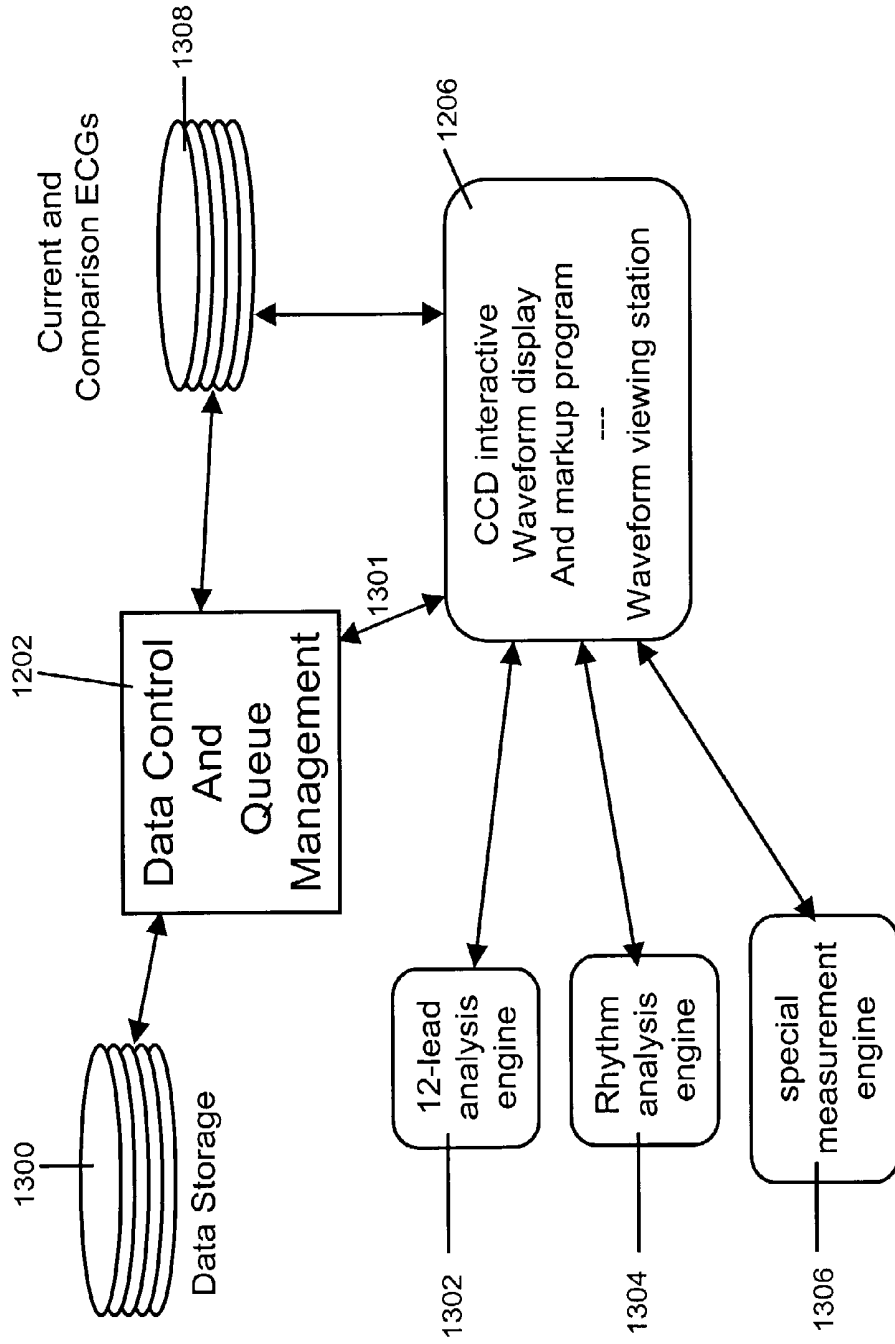 1300
Data Storage
1202
Data Control
And
Queue
Management
Current and
Comparison ECGs
1308
1301
1302
12-lead
analysis
engine
1304
Rhythm
analysis
engine
1306
special
measurement
engine
CCD interactive
Waveform display
And markup program
---
Waveform viewing station
1206